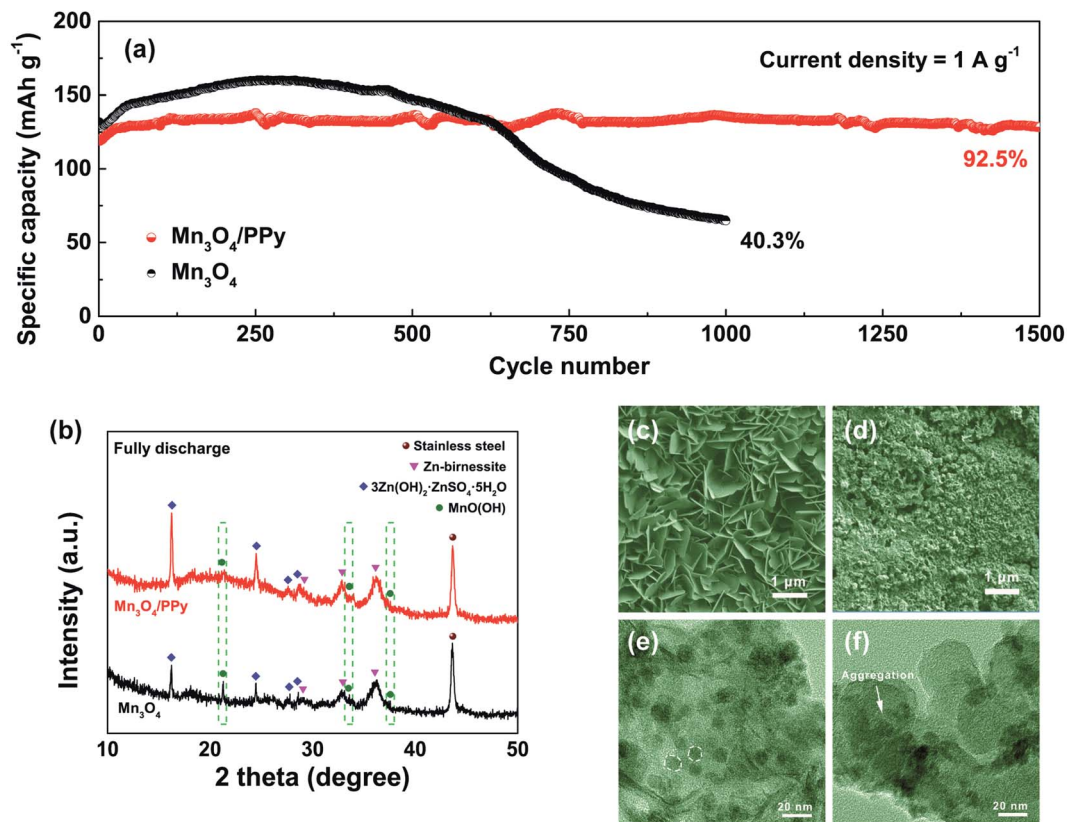 (a)
Current density = 1 A g⁻¹
Specific capacity (mAh g⁻¹)
200
150
100
50
0
92.5%
40.3%
Mn₃O₄/PPy
Mn₃O₄
0
250
500
750
1000
1250
1500
Cycle number
(b)
Fully discharge
Stainless steel
Zn-birnessite
3Zn(OH)₂·ZnSO₄·5H₂O
MnO(OH)
Intensity (a.u.)
Mn₃O₄/PPy
Mn₃O₄
10
20
30
40
50
2 theta (degree)
(c)
1 μm
(d)
1 μm
(e)
20 nm
(f)
Aggregation
20 nm